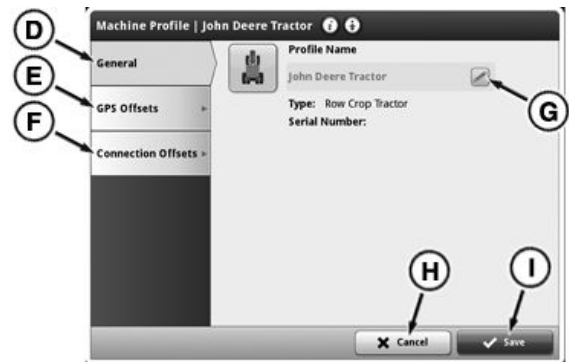 Machine Profile | John Deere Tractor
D
General
Profile Name
E
John Deere Tractor
GPS Offsets
G
Type: Row Crop Tractor
F
Serial Number:
Connection Offsets
H
I
Cancel
Save